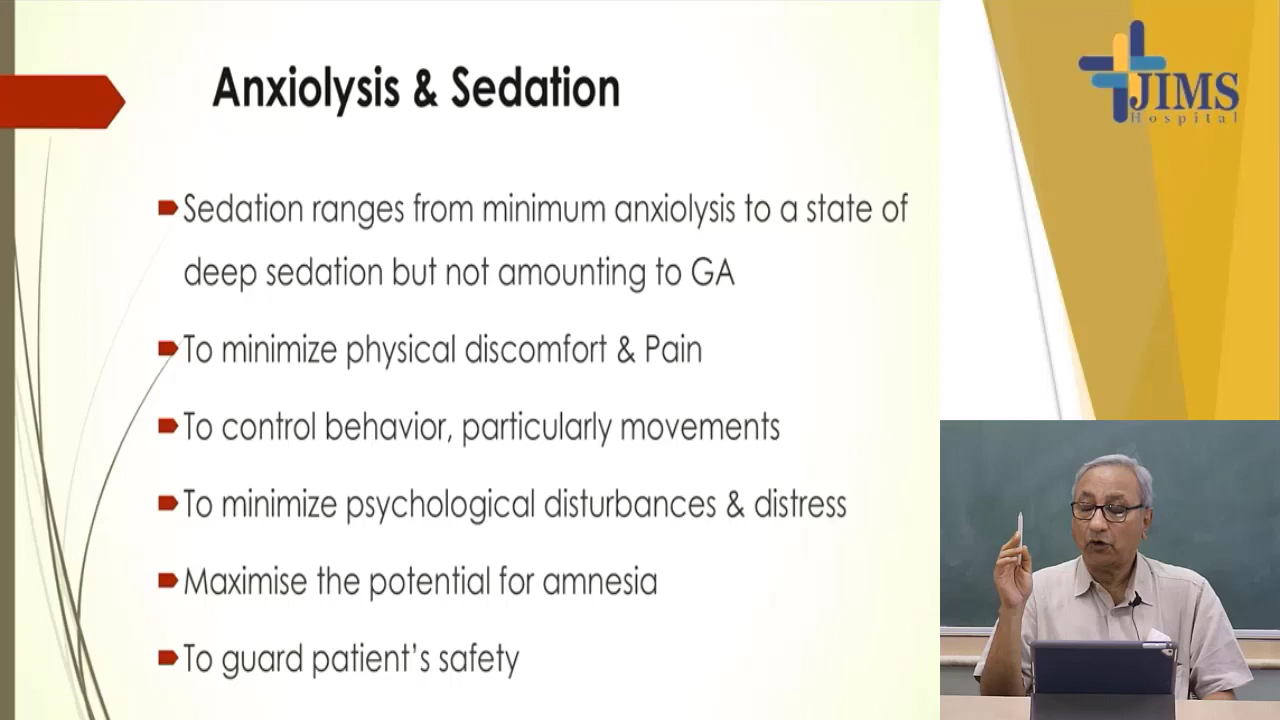 Anxiolysis & Sedation
Sedation ranges from minimum anxiolysis to a state of
deep sedation but not amounting to GA
To minimize physical discomfort & Pain
To control behavior, particularly movements
To minimize psychological disturbances & distress
Maximise the potential for amnesia
To guard patient's safety
JIMS
Hospital